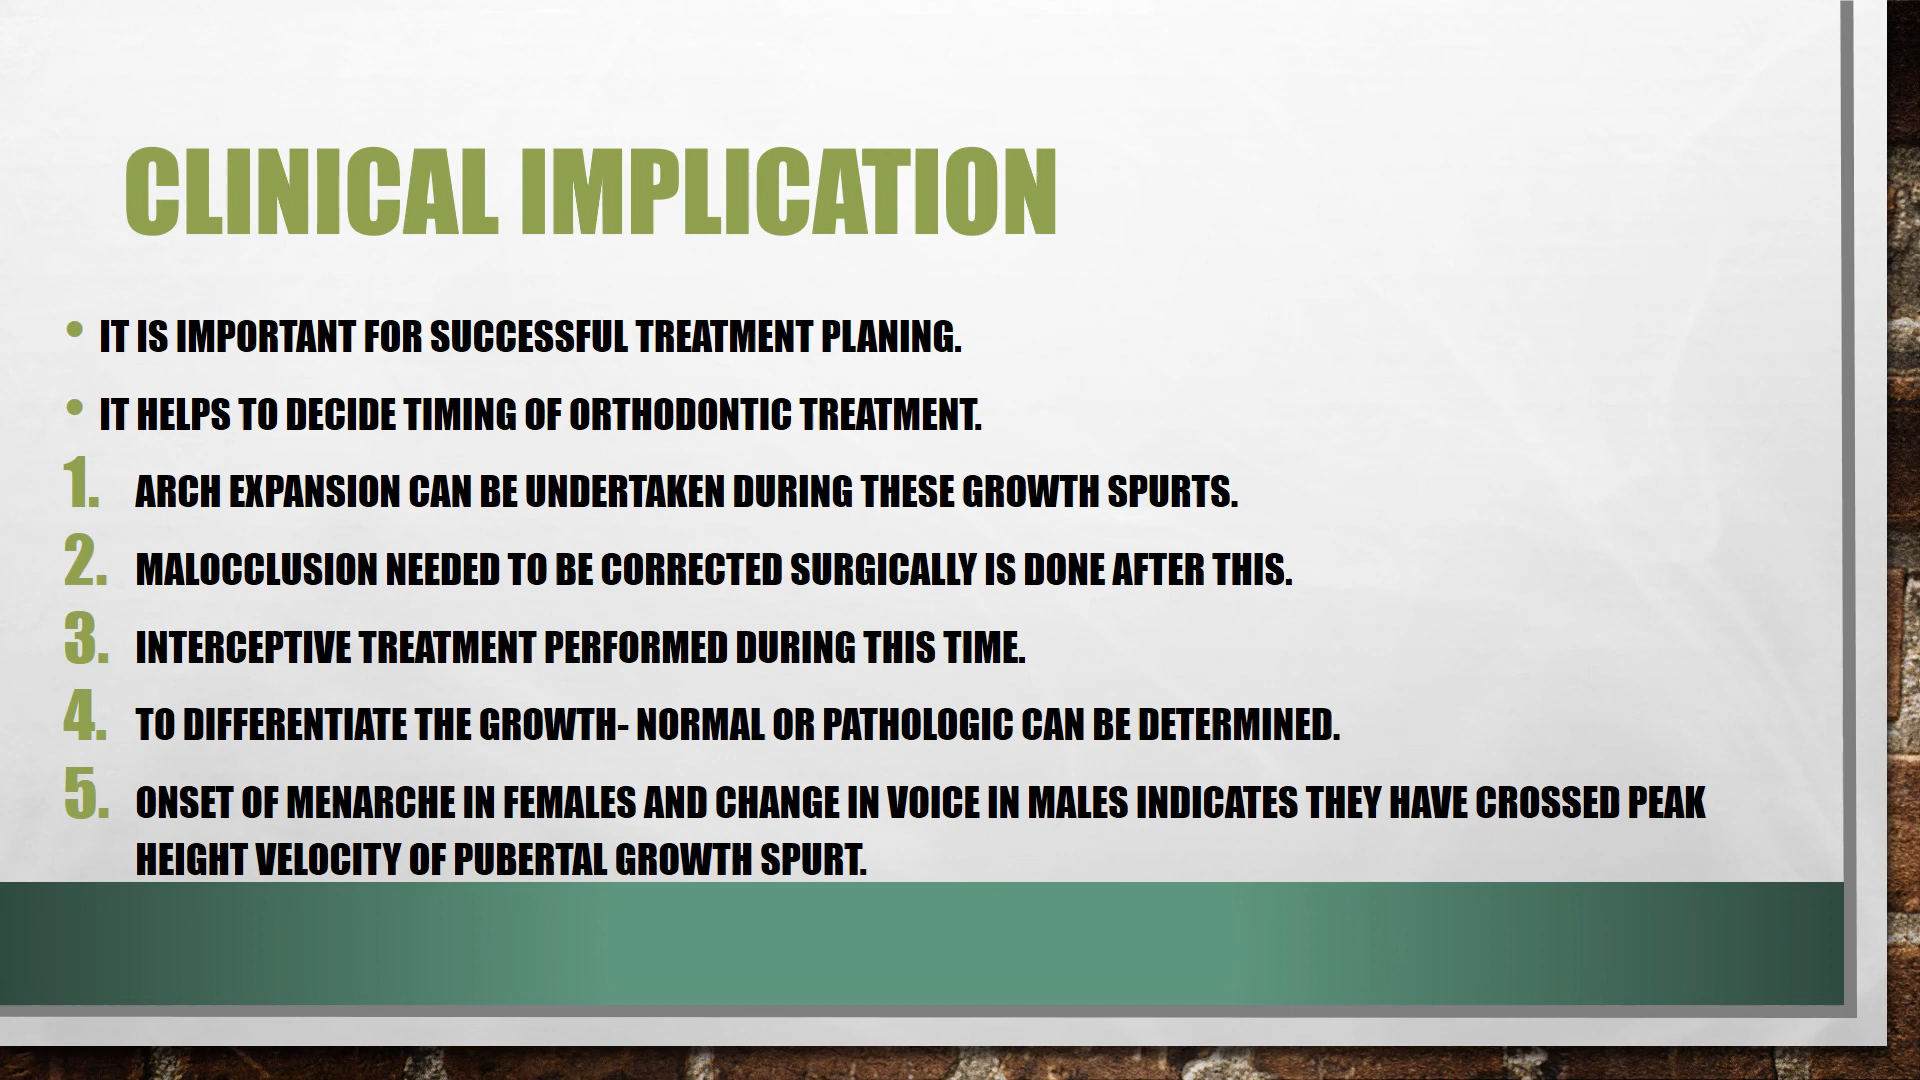 CLINICAL IMPLICATION
• IT IS IMPORTANT FOR SUCCESSFUL TREATMENT PLANING.
• IT HELPS TO DECIDE TIMING OF ORTHODONTIC TREATMENT.
1. ARCH EXPANSION CAN BE UNDERTAKEN DURING THESE GROWTH SPURTS.
2. MALOCCLUSION NEEDED TO BE CORRECTED SURGICALLY IS DONE AFTER THIS.
3. INTERCEPTIVE TREATMENT PERFORMED DURING THIS TIME.
4. TO DIFFERENTIATE THE GROWTH- NORMAL OR PATHOLOGIC CAN BE DETERMINED.
5. ONSET OF MENARCHE IN FEMALES AND CHANGE IN VOICE IN MALES INDICATES THEY HAVE CROSSED PEAK
HEIGHT VELOCITY OF PUBERTAL GROWTH SPURT.